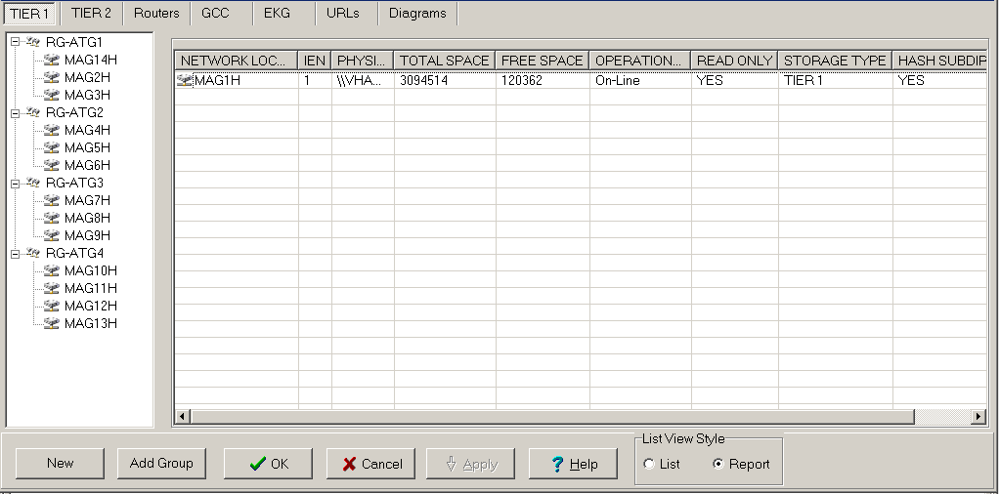 TIER 1 TIER 2 Routers GCC EKG URLs Diagrams
RG-ATG1
MAG14H
MAG2H
MAG3H
RG-ATG2
MAG4H
MAG5H
MAG6H
RG-ATG3
MAG7H
MAG8H
MAG9H
RG-ATG4
MAG10H
MAG11H
MAG12H
MAG13H
NETWORK LOC... IEN PHYSI... TOTAL SPACE FREE SPACE OPERATION... READ ONLY STORAGE TYPE HASH SUBDIR
MAG1H 1 \\VHA... 3094514 120362 On-Line YES TIER 1 YES
New Add Group OK Cancel Apply Help
List View Style
List Report